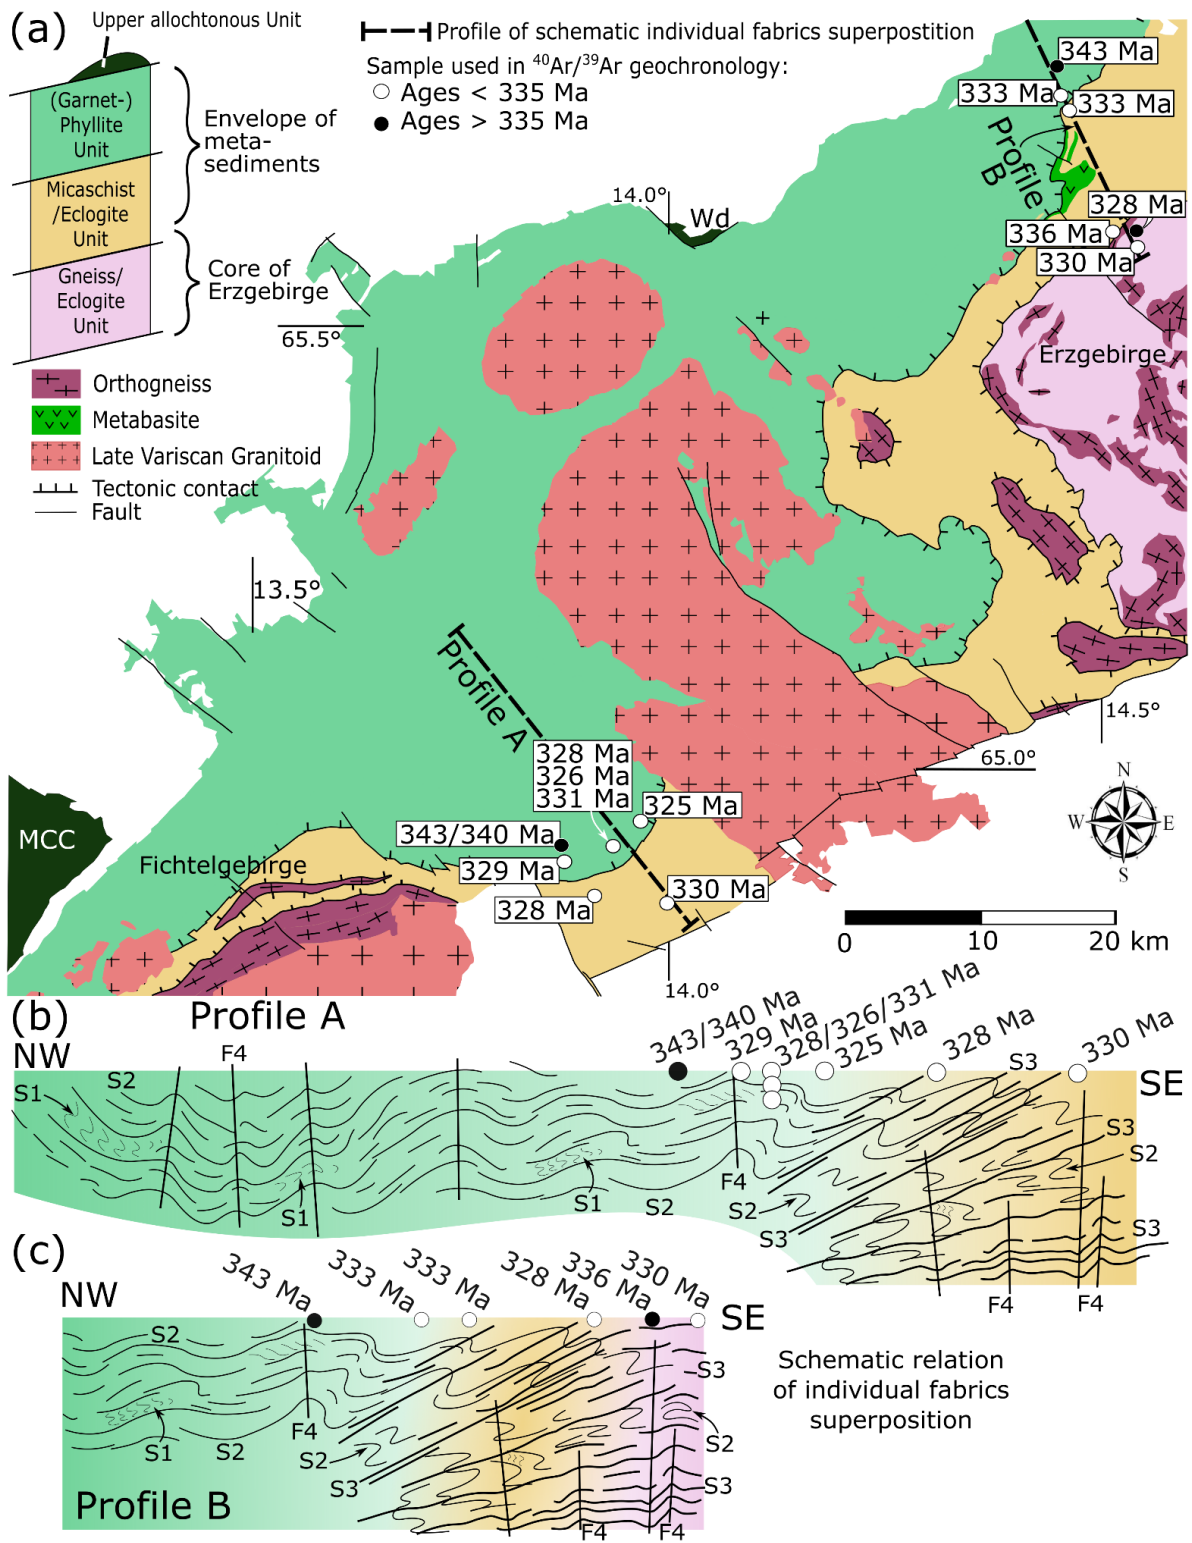 (a)
Upper allochtonous Unit
(Garnet-)
Phyllite
Unit
Micaschist
/Eclogite
Unit
Gneiss/
Eclogite
Unit
Envelope of
meta-
sediments
Core of
Erzgebirge
Orthogneiss
Metabasite
Late Variscan Granitoid
Tectonic contact
Fault
Profile of schematic individual fabrics superpostition
Sample used in ⁴⁰Ar/³⁹Ar geochronology:
Ages < 335 Ma
Ages > 335 Ma
343 Ma
333 Ma
333 Ma
Profile
B
328 Ma
336 Ma
330 Ma
14.0°
Wd
65.5°
Erzgebirge
13.5°
Profile A
14.5°
65.0°
328 Ma
326 Ma
331 Ma
325 Ma
343/340 Ma
329 Ma
328 Ma
330 Ma
MCC
Fichtelgebirge
N
W
E
S
0
10
20 km
14.0°
(b)
Profile A
NW
SE
343/340 Ma
329 Ma
328/326/331 Ma
325 Ma
328 Ma
330 Ma
F4
S3
S1
S2
S3
S2
F4
S1
S1
S2
S2
S3
S3
F4
F4
(c)
NW
SE
343 Ma
333 Ma
333 Ma
328 Ma
336 Ma
330 Ma
S2
S3
F4
S1
S2
S2
S2
S3
S3
Profile B
F4
F4
Schematic relation
of individual fabrics
superposition